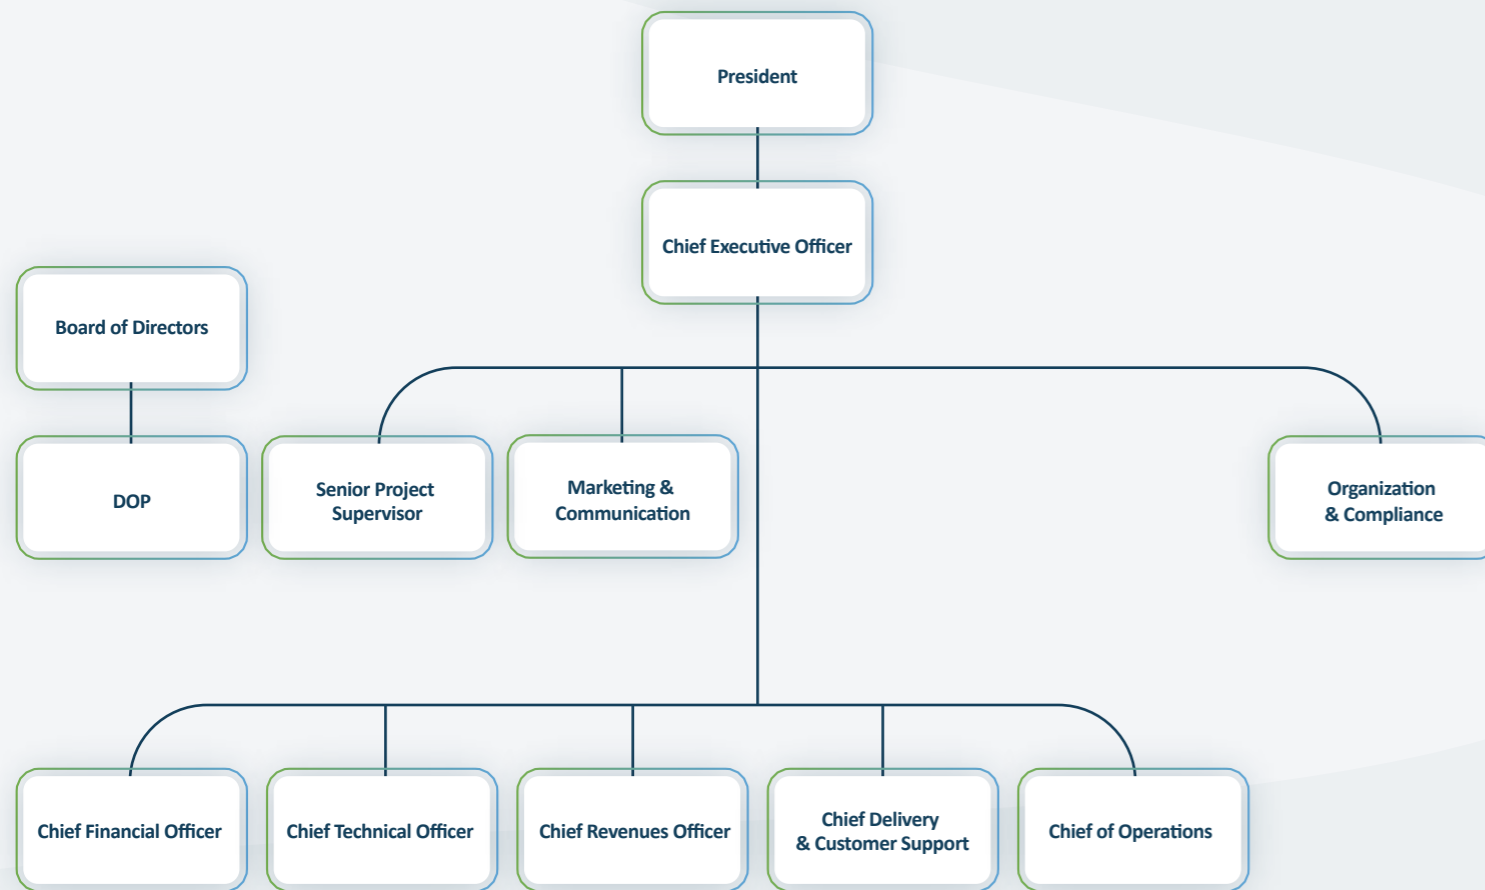 President
Chief Executive Officer
Board of Directors
DOP
Senior Project
Supervisor
Marketing &
Communication
Organization
& Compliance
Chief Financial Officer
Chief Technical Officer
Chief Revenues Officer
Chief Delivery
& Customer Support
Chief of Operations